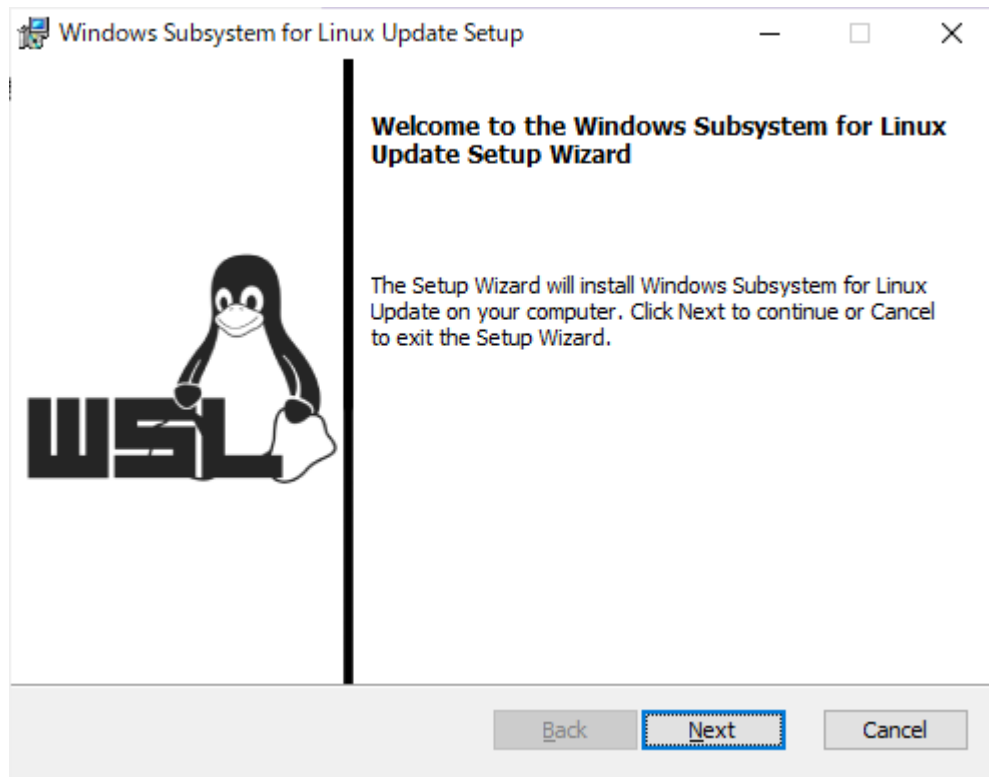 Windows Subsystem for Linux Update Setup
Welcome to the Windows Subsystem for Linux
Update Setup Wizard
The Setup Wizard will install Windows Subsystem for Linux
Update on your computer. Click Next to continue or Cancel
to exit the Setup Wizard.
WSL
Back
Next
Cancel